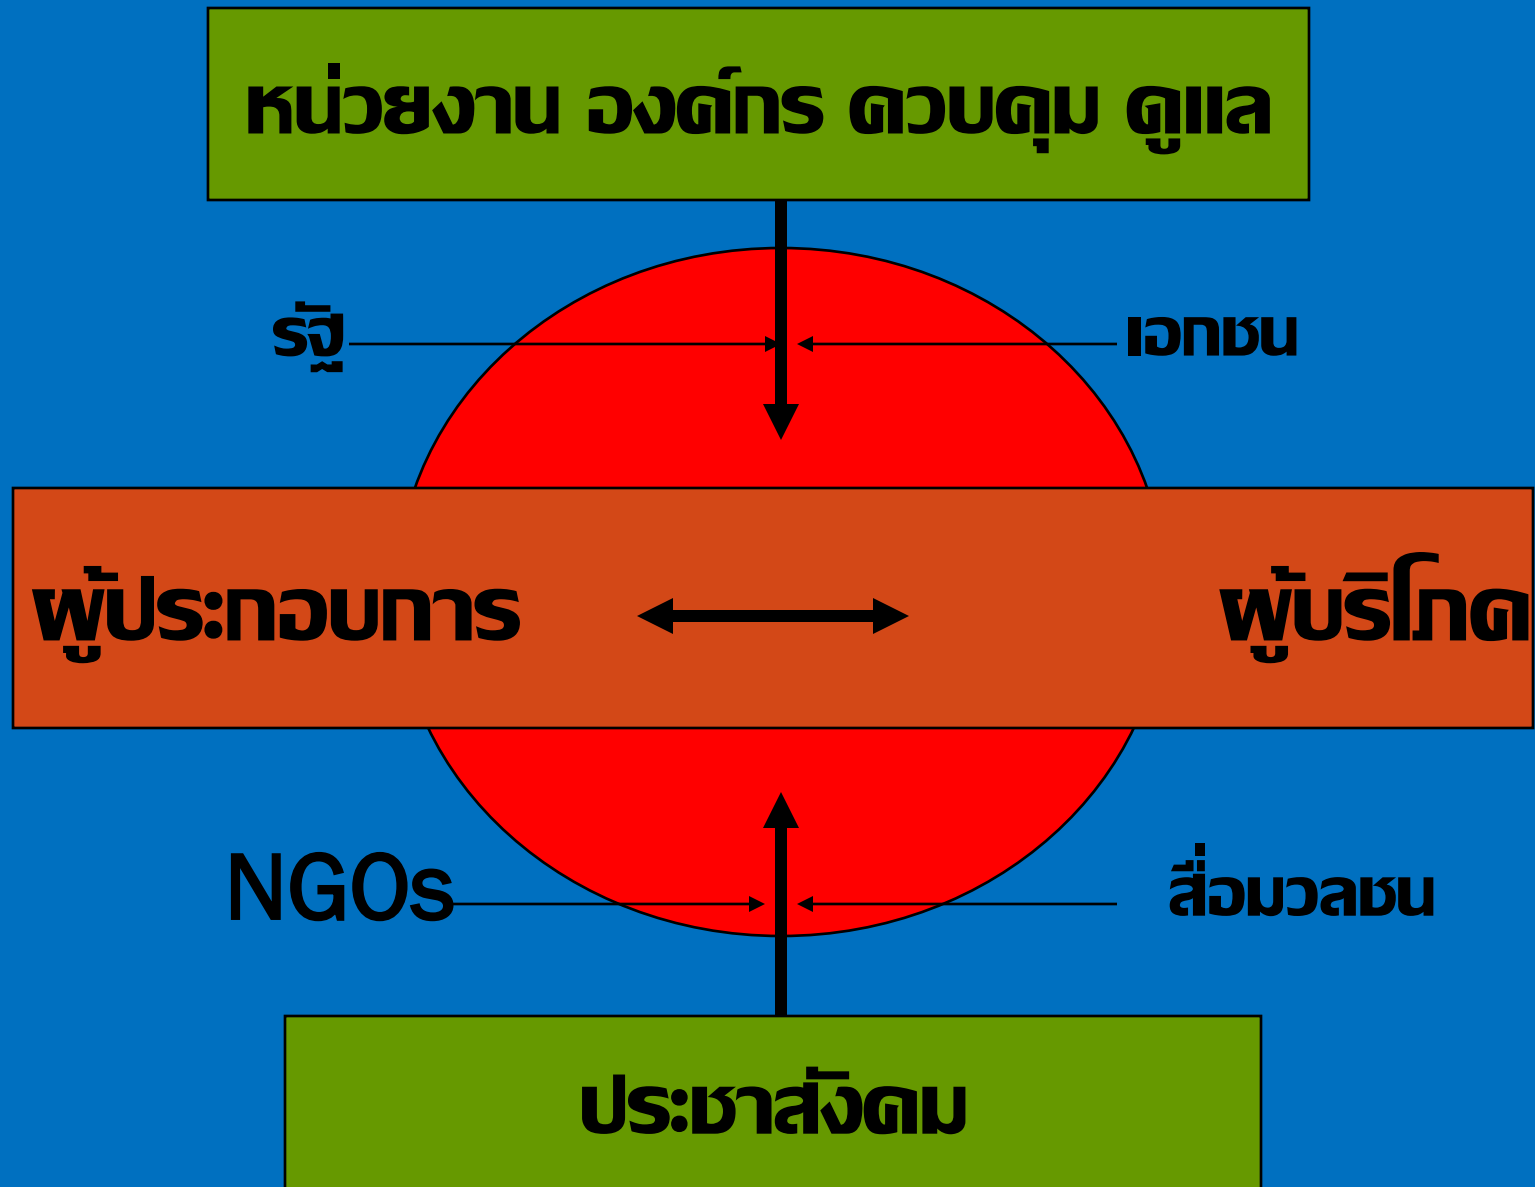 หน่วยงาน องค์กร ควบคุม ดูแล
รัฐ
เอกชน
ผู้ประกอบการ
ผู้บริโภค
NGOs
สื่อมวลชน
ประชาสังคม